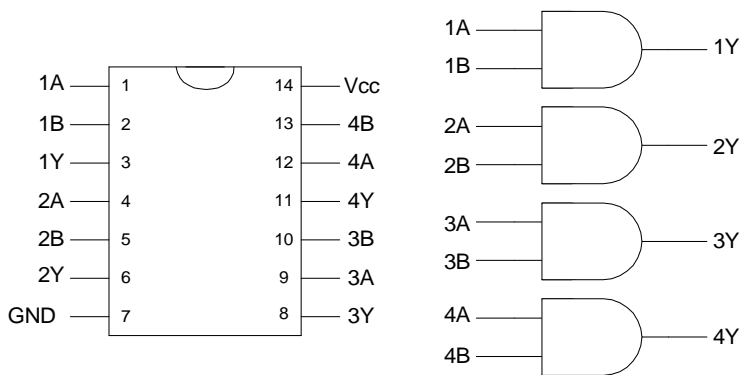 1A 1 14 Vcc
1B 2 13 4B
1Y 3 12 4A
2A 4 11 4Y
2B 5 10 3B
2Y 6 9 3A
GND 7 8 3Y
1A
1B
1Y
2A
2B
2Y
3A
3B
3Y
4A
4B
4Y